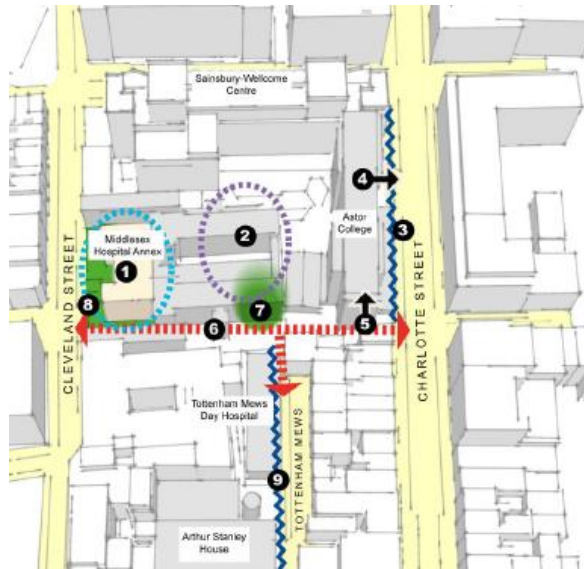 Sainsbury-Wellcome
Centre
4
Astor
College
3
2
Middlesex
Hospital Annex
1
CLEVELAND STREET
CHARLOTTE STREET
8
7
6
5
Tottenham Mews
Day Hospital
TOTTENHAM MEWS
9
Arthur Stanley
House